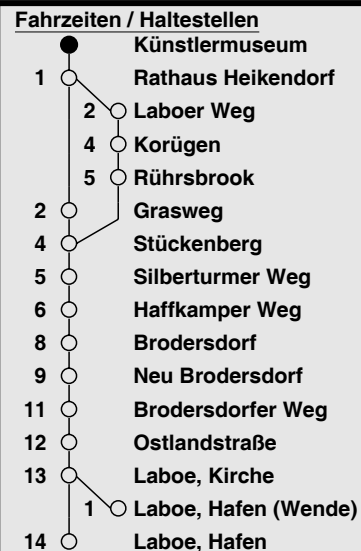 Fahrzeiten / Haltestellen
Künstlermuseum
1 Rathaus Heikendorf
2 Laboer Weg
4 Korügen
5 Rührsbrook
2 Grasweg
4 Stückenberg
5 Silberturmer Weg
6 Haffkamper Weg
8 Brodersdorf
9 Neu Brodersdorf
11 Brodersdorfer Weg
12 Ostlandstraße
13 Laboe, Kirche
1 Laboe, Hafen (Wende)
14 Laboe, Hafen